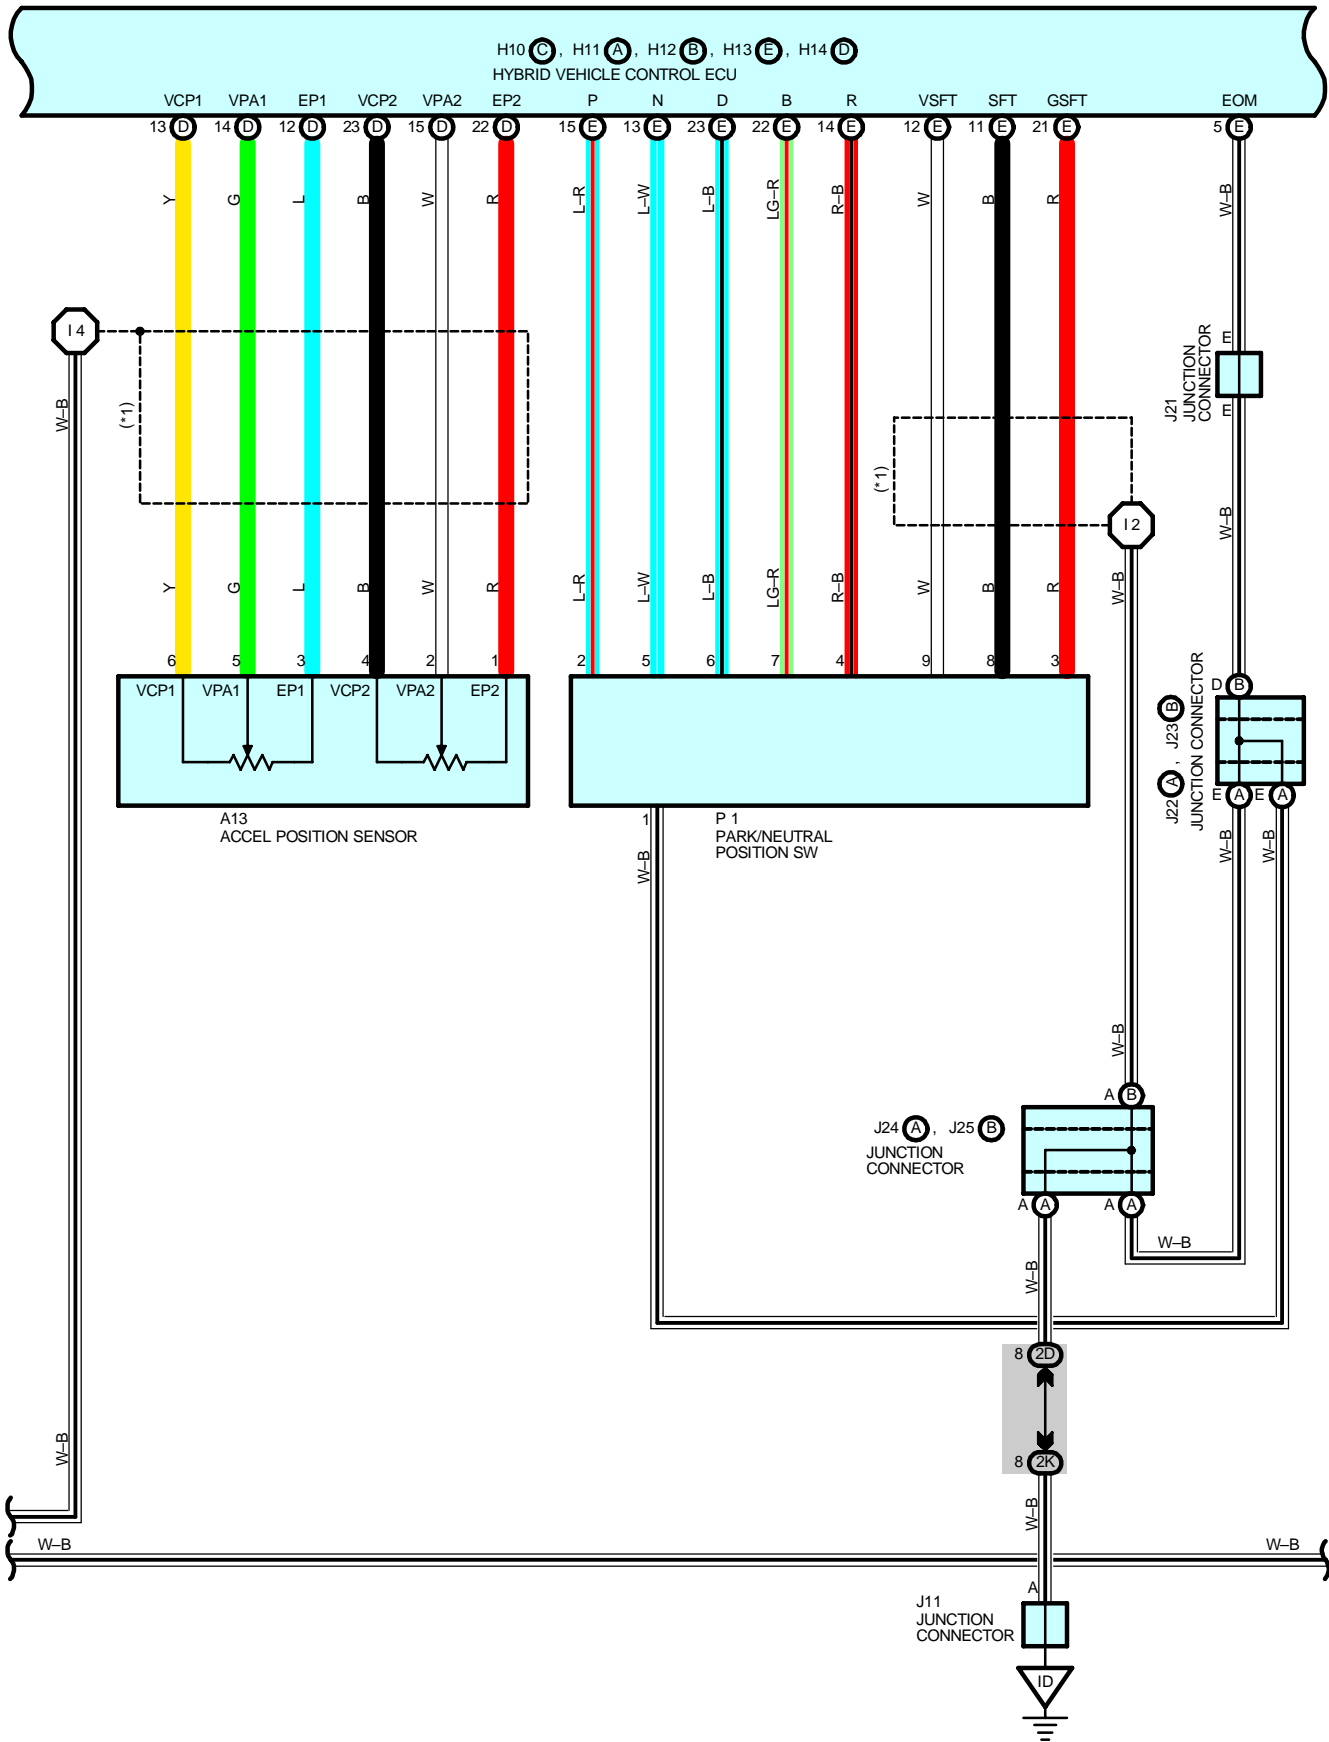 H10 C , H11 A , H12 B , H13 E , H14 D
HYBRID VEHICLE CONTROL ECU
VCP1 VPA1 EP1 VCP2 VPA2 EP2 P N D B R VSFT SFT GSFT EOM
13 D 14 D 12 D 23 D 15 D 22 D 15 E 13 E 23 E 22 E 14 E 12 E 11 E 21 E 5 E
Y G L B W R L–R L–W L–B LG–R R–B W B R W–B
I 4
W–B
(*1)
E
J21
JUNCTION
CONNECTOR
E
(*1)
I 2
W–B
W–B
Y G L B W R L–R L–W L–B LG–R R–B W B R
6 5 3 4 2 1 2 5 6 7 4 9 8 3
VCP1 VPA1 EP1 VCP2 VPA2 EP2
D B
J22 A , J23 B
JUNCTION CONNECTOR
E A E A
A13
ACCEL POSITION SENSOR
1
P 1
PARK/NEUTRAL
POSITION SW
W–B
W–B
W–B
W–B
A B
J24 A , J25 B
JUNCTION
CONNECTOR
A A A A
W–B
W–B
8 2D
8 2K
W–B
W–B
W–B
W–B
A
J11
JUNCTION
CONNECTOR
ID